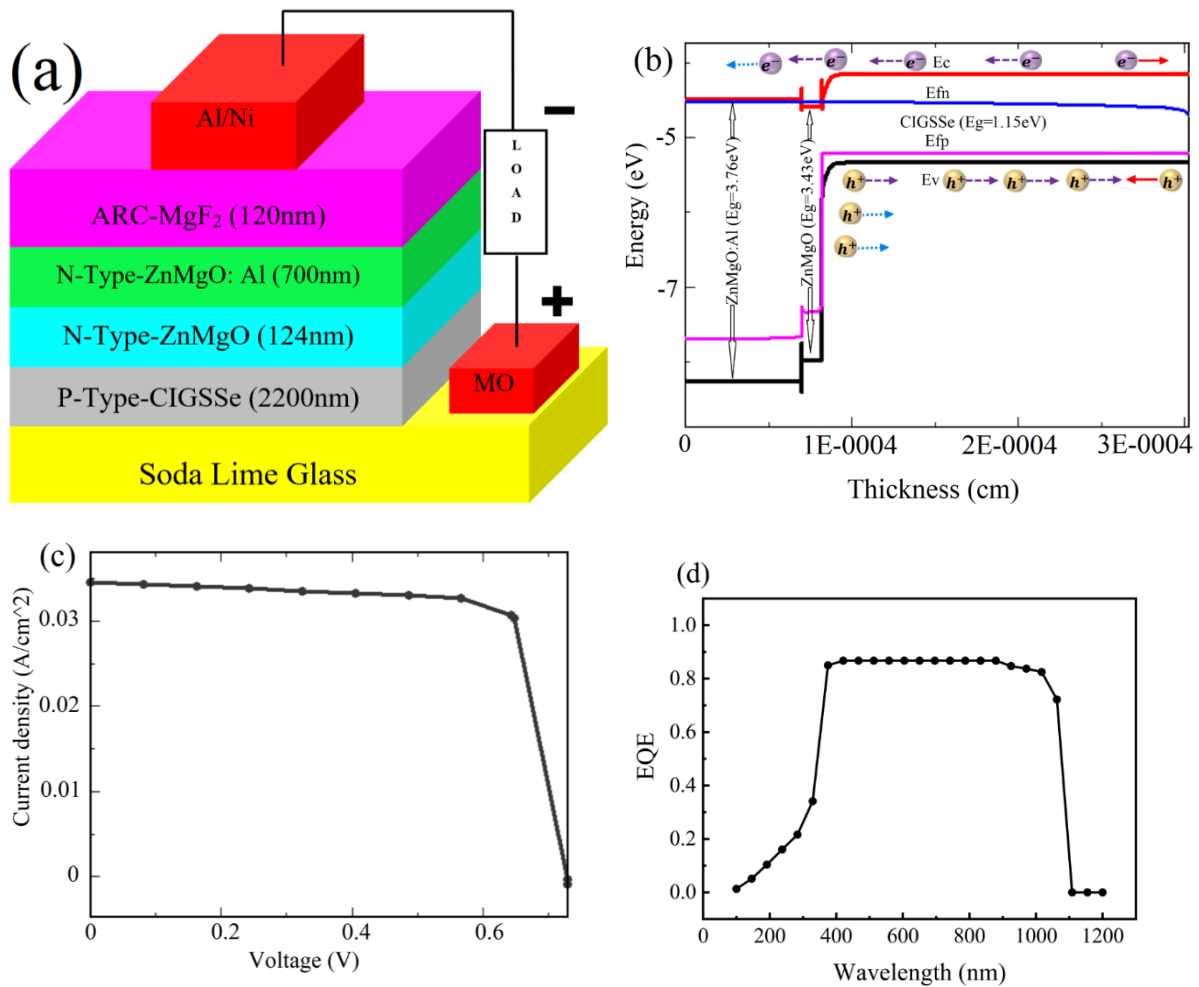 (a)
Al/Ni
−
LOAD
ARC-MgF₂ (120nm)
N-Type-ZnMgO: Al (700nm)
+
N-Type-ZnMgO (124nm)
MO
P-Type-CIGSSe (2200nm)
Soda Lime Glass
(b)
e⁻ e⁻ e⁻ e⁻ e⁻
Ec
Efn
CIGSSe (Eg=1.15eV)
Efp
Ev
h⁺ h⁺ h⁺ h⁺ h⁺
h⁺
h⁺
ZnMgO:Al (Eg=3.76eV)
ZnMgO (Eg=3.43eV)
Energy (eV)
-5
-7
0 1E-0004 2E-0004 3E-0004
Thickness (cm)
(c)
Current density (A/cm^2)
0.03
0.02
0.01
0
0 0.2 0.4 0.6
Voltage (V)
(d)
EQE
1.0
0.8
0.6
0.4
0.2
0.0
0 200 400 600 800 1000 1200
Wavelength (nm)